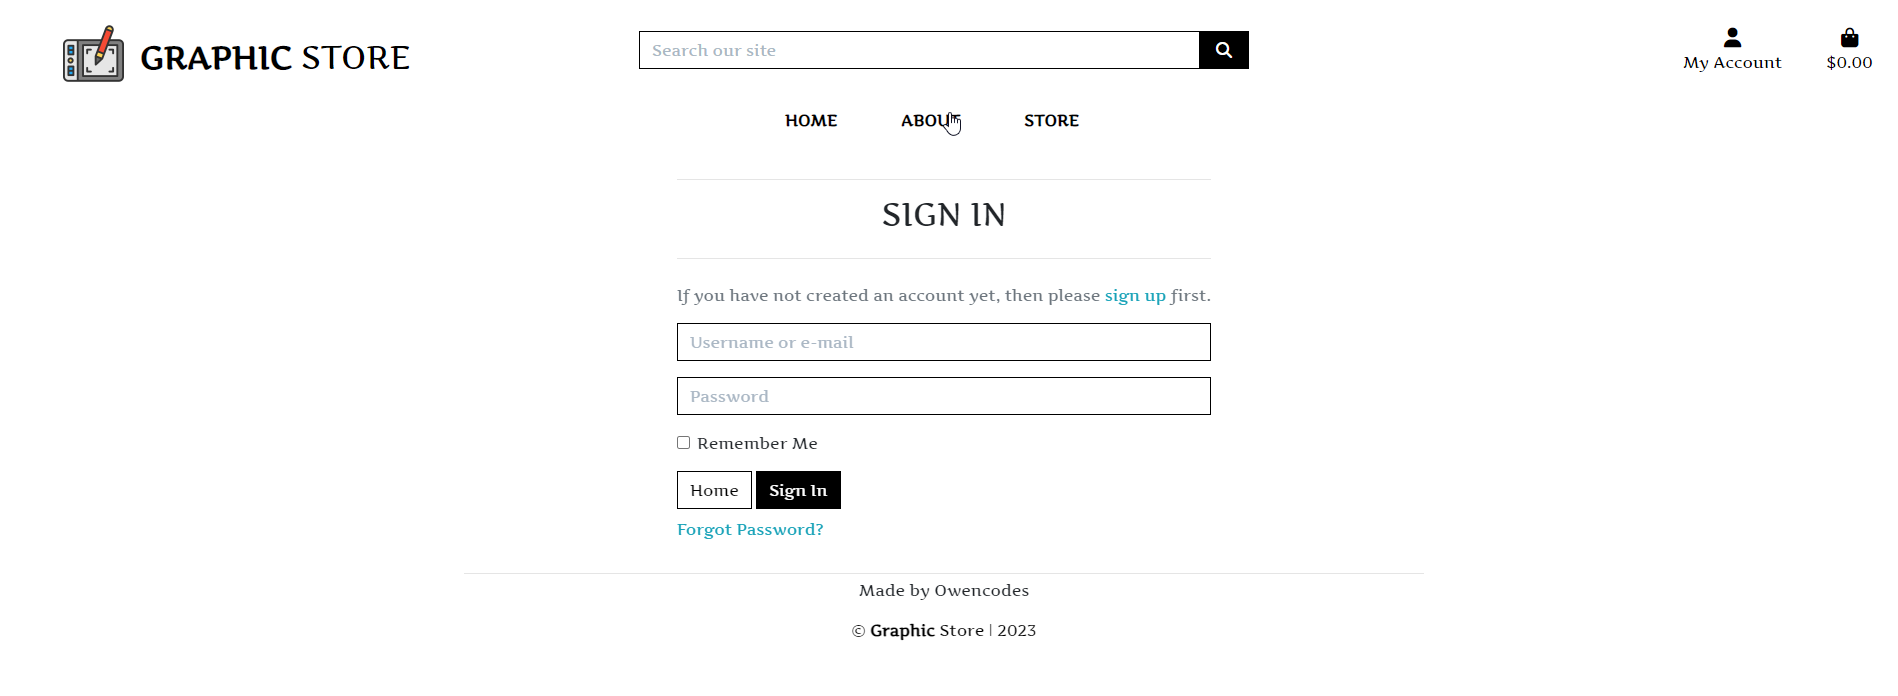 GRAPHIC STORE
Search our site
My Account
$0.00
HOME ABOUT STORE
SIGN IN
If you have not created an account yet, then please sign up first.
Username or e-mail
Password
Remember Me
Home Sign In
Forgot Password?
Made by Owencodes
© Graphic Store | 2023